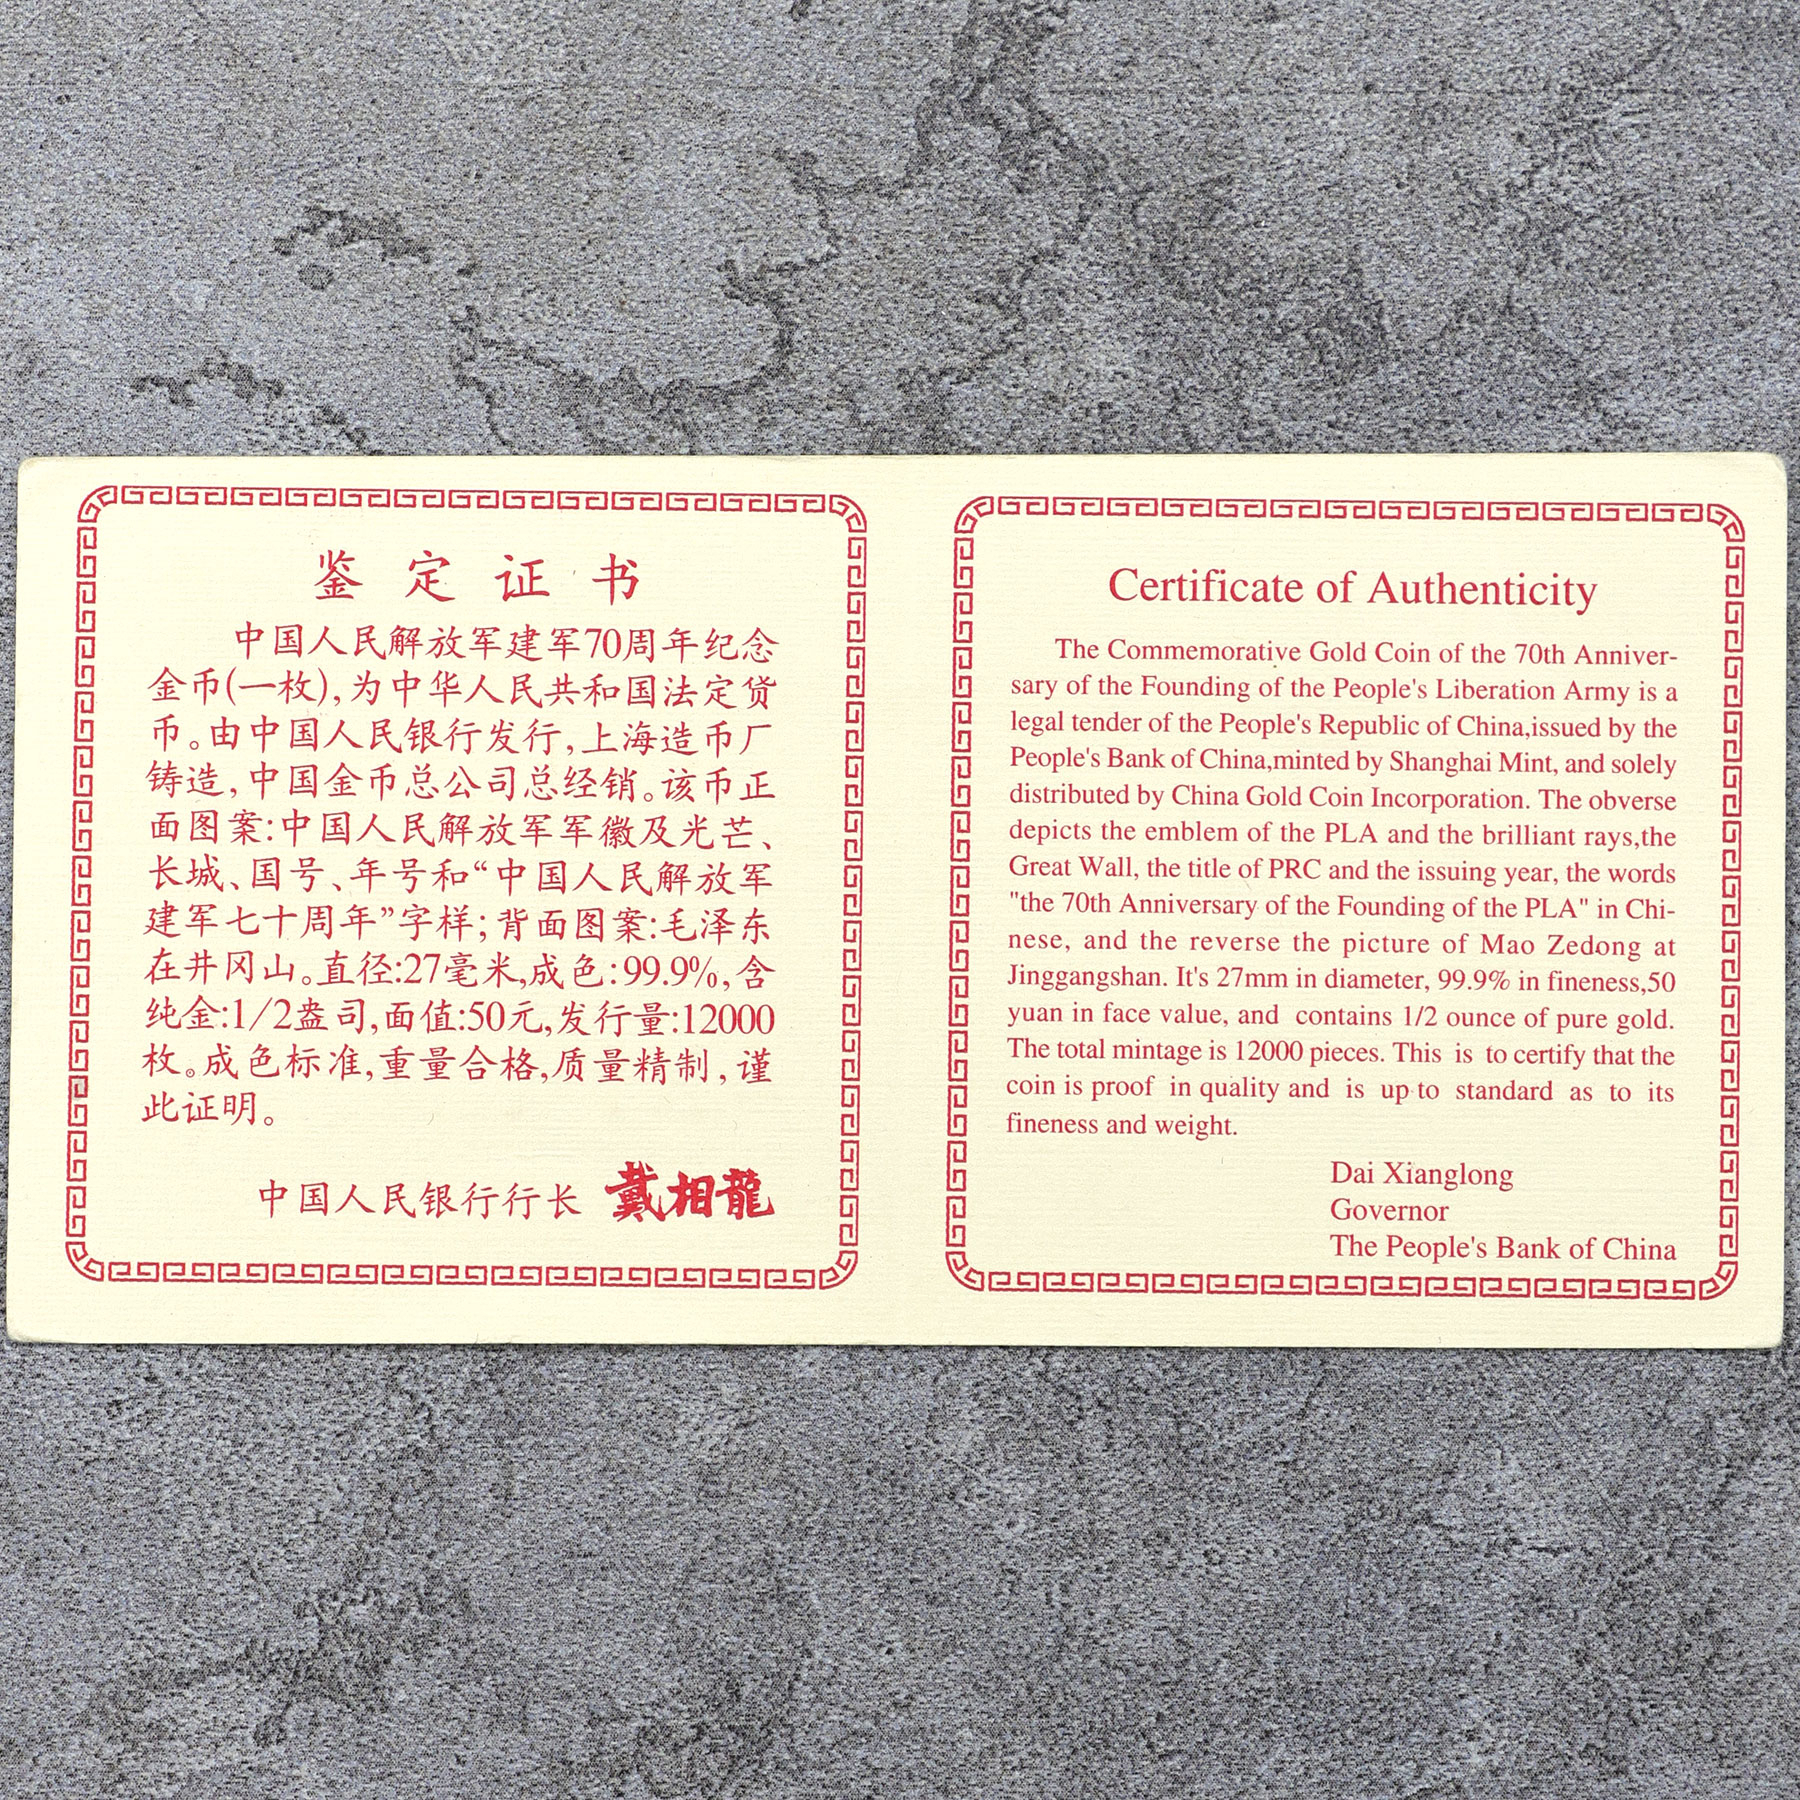 鉴定证书
中国人民解放军建军70周年纪念
金币(一枚),为中华人民共和国法定货
币。由中国人民银行发行,上海造币厂
铸造,中国金币总公司总经销。该币正
面图案:中国人民解放军军徽及光芒、
长城、国号、年号和“中国人民解放军
建军七十周年”字样;背面图案:毛泽东
在井冈山。直径:27毫米,成色:99.9%,含
纯金:1/2盎司,面值:50元,发行量:12000
枚。成色标准,重量合格,质量精制,谨
此证明。
中国人民银行行长 戴相龍
Certificate of Authenticity
The Commemorative Gold Coin of the 70th Anniver-
sary of the Founding of the People's Liberation Army is a
legal tender of the People's Republic of China,issued by the
People's Bank of China,minted by Shanghai Mint, and solely
distributed by China Gold Coin Incorporation. The obverse
depicts the emblem of the PLA and the brilliant rays,the
Great Wall, the title of PRC and the issuing year, the words
"the 70th Anniversary of the Founding of the PLA" in Chi-
nese, and the reverse the picture of Mao Zedong at
Jinggangshan. It's 27mm in diameter, 99.9% in fineness,50
yuan in face value, and contains 1/2 ounce of pure gold.
The total mintage is 12000 pieces. This is to certify that the
coin is proof in quality and is up to standard as to its
fineness and weight.
Dai Xianglong
Governor
The People's Bank of China